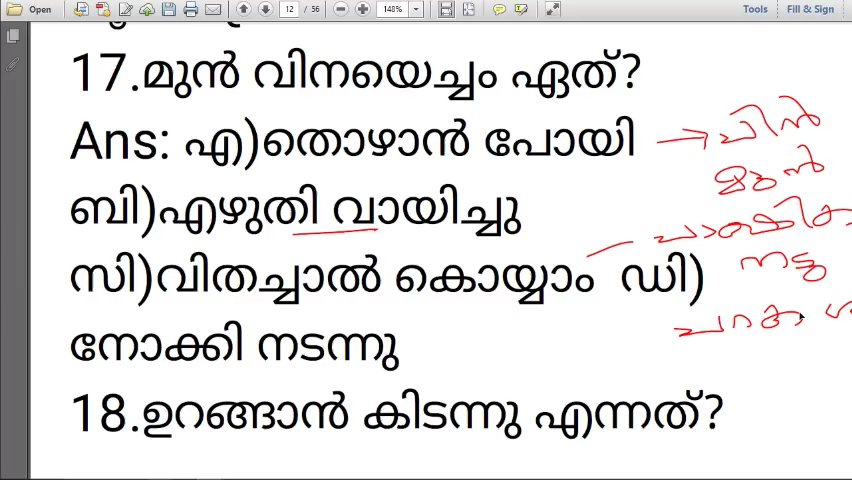 Open 12 / 56 148% Tools Fill & Sign
17.മുൻ വിനയെച്ചം ഏത്?
Ans: എ)തൊഴാൻ പോയി
പിൻ
മുൻ
ബി)എഴുതി വായിച്ചു
പാക്ഷിക
സി)വിതച്ചാൽ കൊയ്യാം ഡി)
നോക്കി നടന്നു
18.ഉറങ്ങാൻ കിടന്നു എന്നത്?